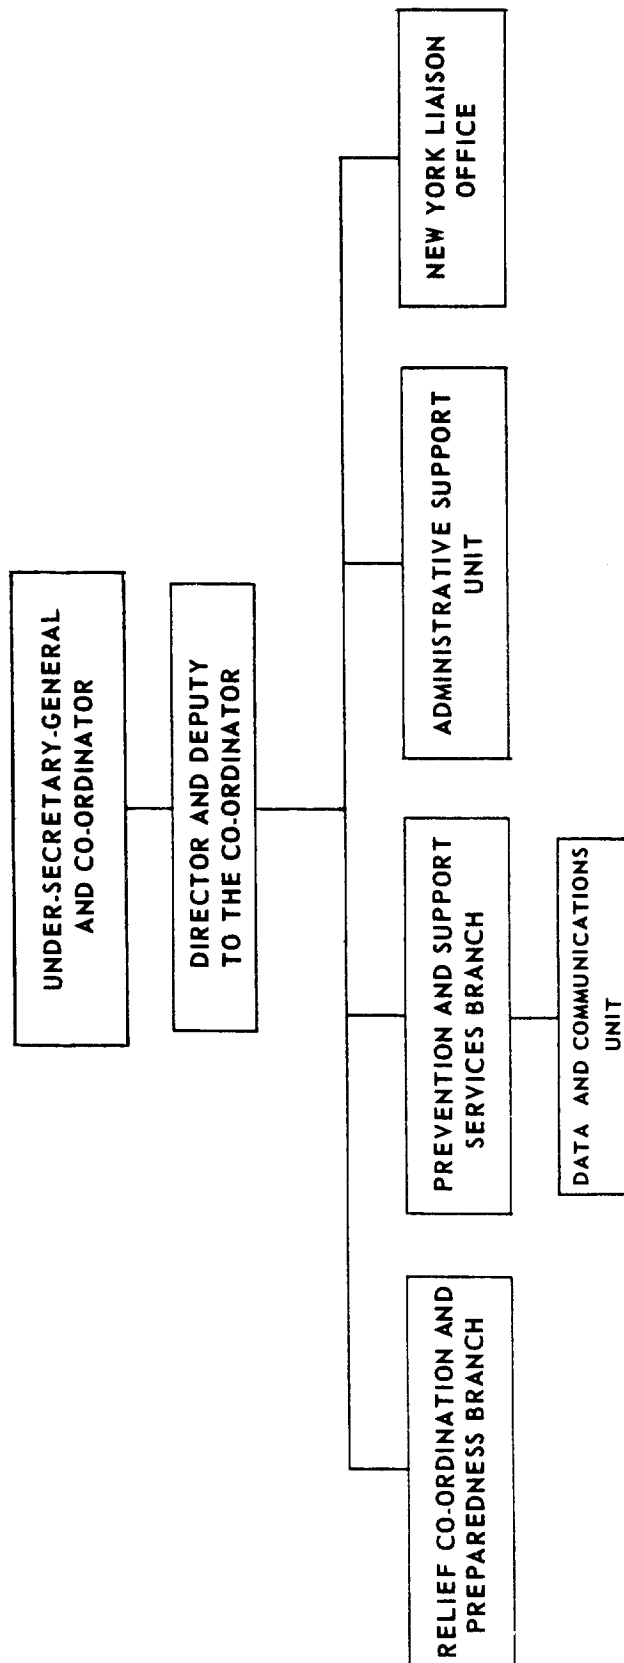 UNDER-SECRETARY-GENERAL
AND CO-ORDINATOR
DIRECTOR AND DEPUTY
TO THE CO-ORDINATOR
RELIEF CO-ORDINATION AND
PREPAREDNESS BRANCH
PREVENTION AND SUPPORT
SERVICES BRANCH
ADMINISTRATIVE SUPPORT
UNIT
NEW YORK LIAISON
OFFICE
DATA AND COMMUNICATIONS
UNIT